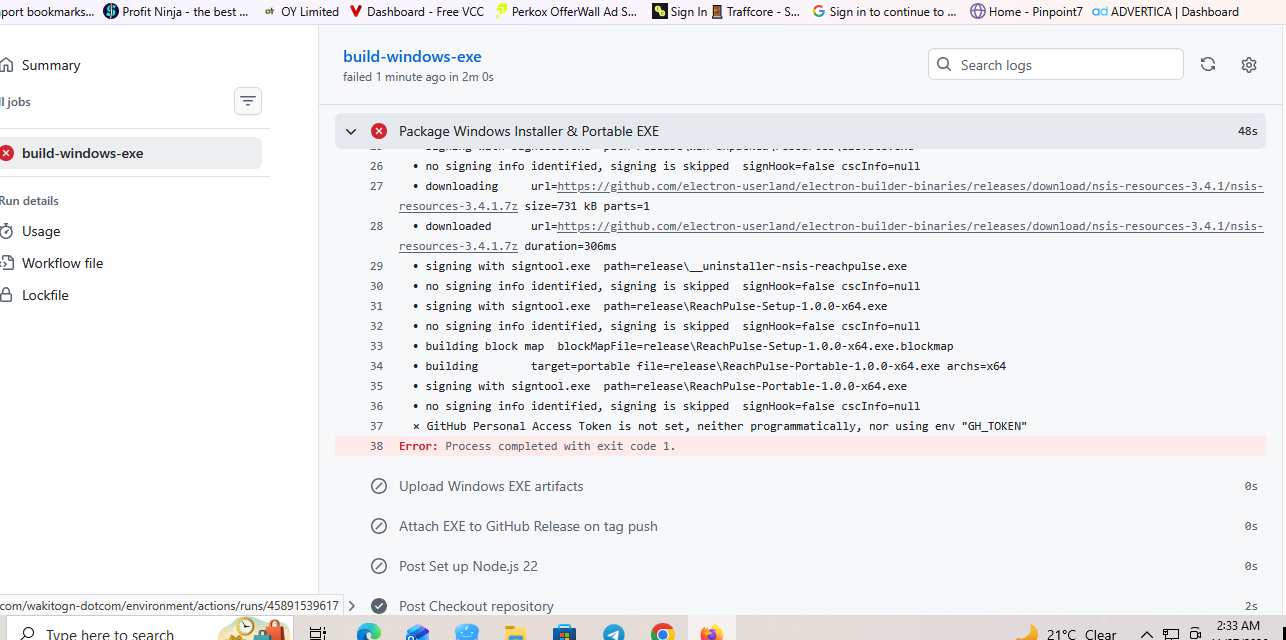 port bookmarks... Profit Ninja - the best ... OY Limited Dashboard - Free VCC Perkox OfferWall Ad S... Sign In Traffcore - S... Sign in to continue to ... Home - Pinpoint7 ADVERTICA | Dashboard
build-windows-exe
failed 1 minute ago in 2m 0s
Search logs
Summary
ll jobs
build-windows-exe
Run details
Usage
Workflow file
Lockfile
Package Windows Installer & Portable EXE 48s
26 • no signing info identified, signing is skipped signHook=false cscInfo=null
27 • downloading url=https://github.com/electron-userland/electron-builder-binaries/releases/download/nsis-resources-3.4.1/nsis-
resources-3.4.1.7z size=731 kB parts=1
28 • downloaded url=https://github.com/electron-userland/electron-builder-binaries/releases/download/nsis-resources-3.4.1/nsis-
resources-3.4.1.7z duration=306ms
29 • signing with signtool.exe path=release\__uninstaller-nsis-reachpulse.exe
30 • no signing info identified, signing is skipped signHook=false cscInfo=null
31 • signing with signtool.exe path=release\ReachPulse-Setup-1.0.0-x64.exe
32 • no signing info identified, signing is skipped signHook=false cscInfo=null
33 • building block map blockMapFile=release\ReachPulse-Setup-1.0.0-x64.exe.blockmap
34 • building target=portable file=release\ReachPulse-Portable-1.0.0-x64.exe archs=x64
35 • signing with signtool.exe path=release\ReachPulse-Portable-1.0.0-x64.exe
36 • no signing info identified, signing is skipped signHook=false cscInfo=null
37 ⨯ GitHub Personal Access Token is not set, neither programmatically, nor using env "GH_TOKEN"
38 Error: Process completed with exit code 1.
Upload Windows EXE artifacts 0s
Attach EXE to GitHub Release on tag push 0s
Post Set up Node.js 22 0s
Post Checkout repository 2s
com/wakitogn-dotcom/environment/actions/runs/45891539617
Type here to search
21°C Clear
2:33 AM